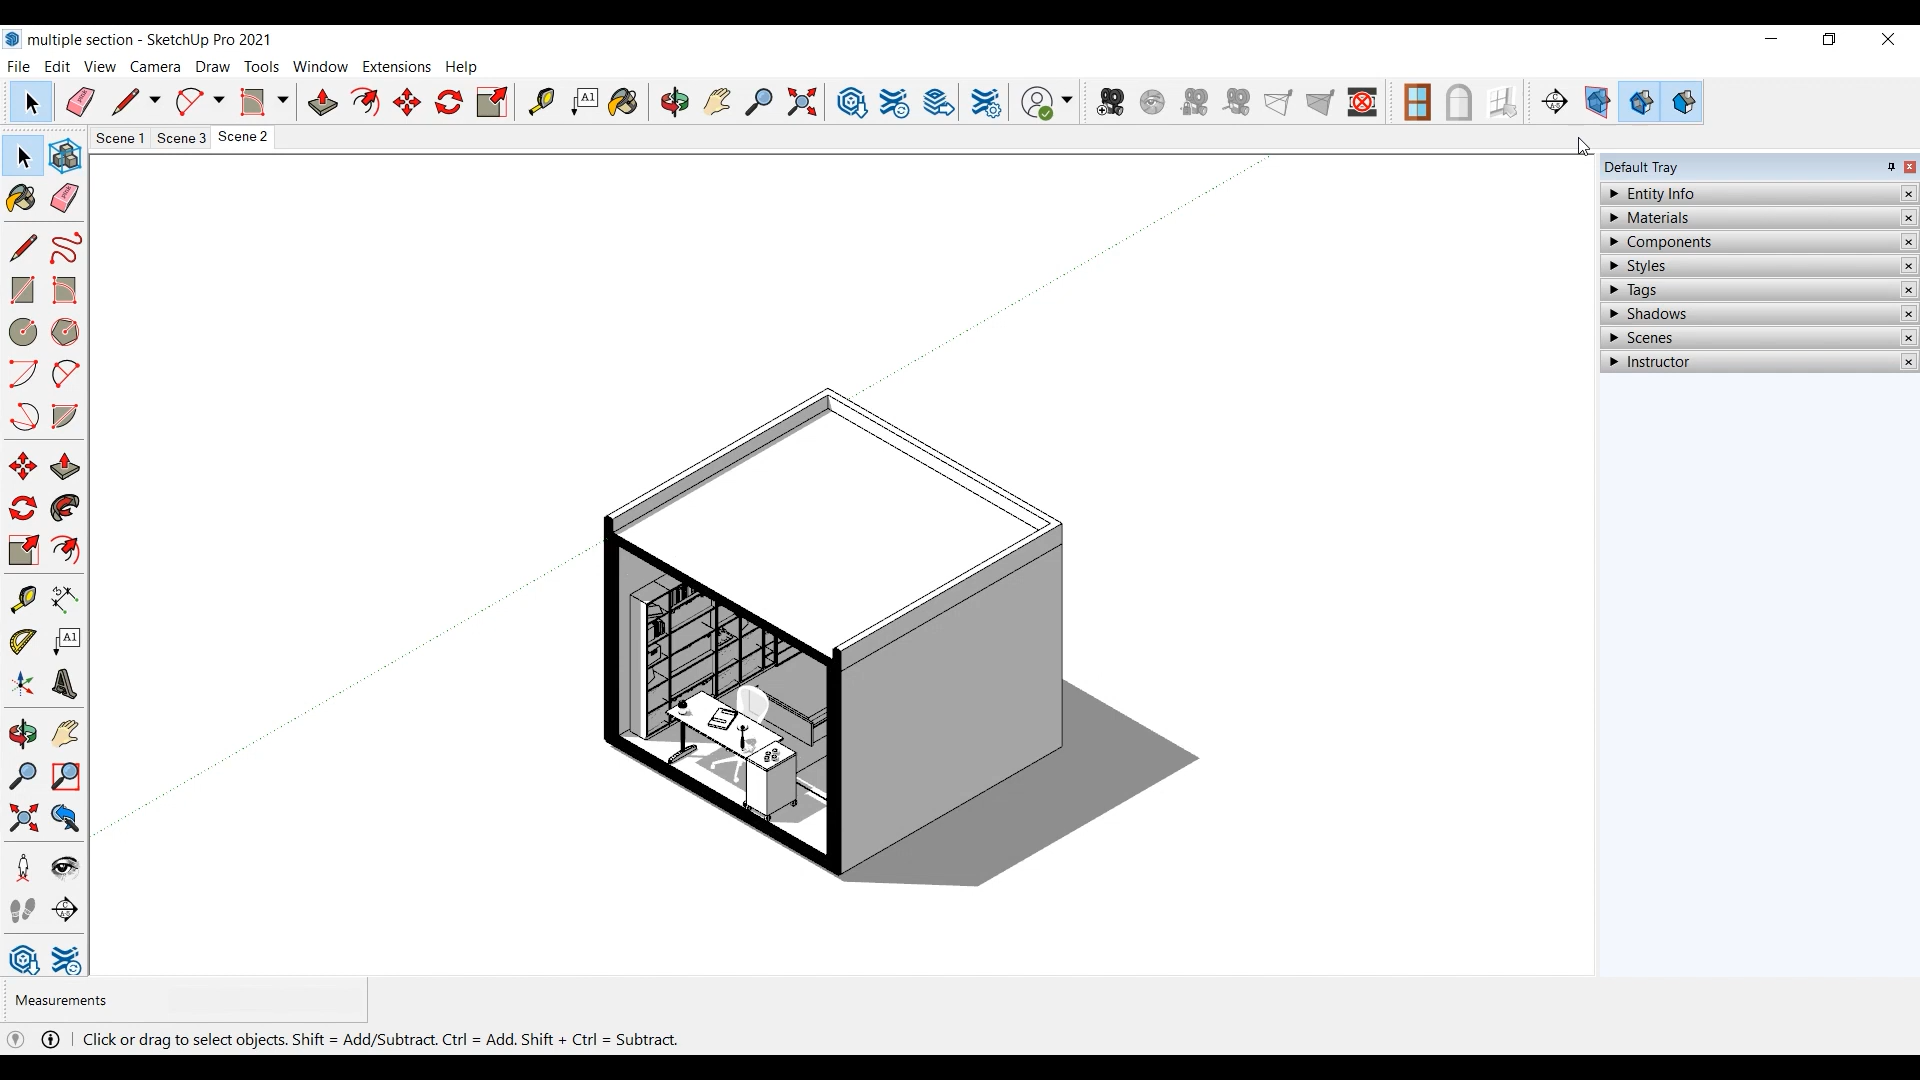 multiple section - SketchUp Pro 2021
File Edit View Camera Draw Tools Window Extensions Help
Scene 1 Scene 3 Scene 2
Default Tray
Entity Info
Materials
Components
Styles
Tags
Shadows
Scenes
Instructor
Measurements
Click or drag to select objects. Shift = Add/Subtract. Ctrl = Add. Shift + Ctrl = Subtract.